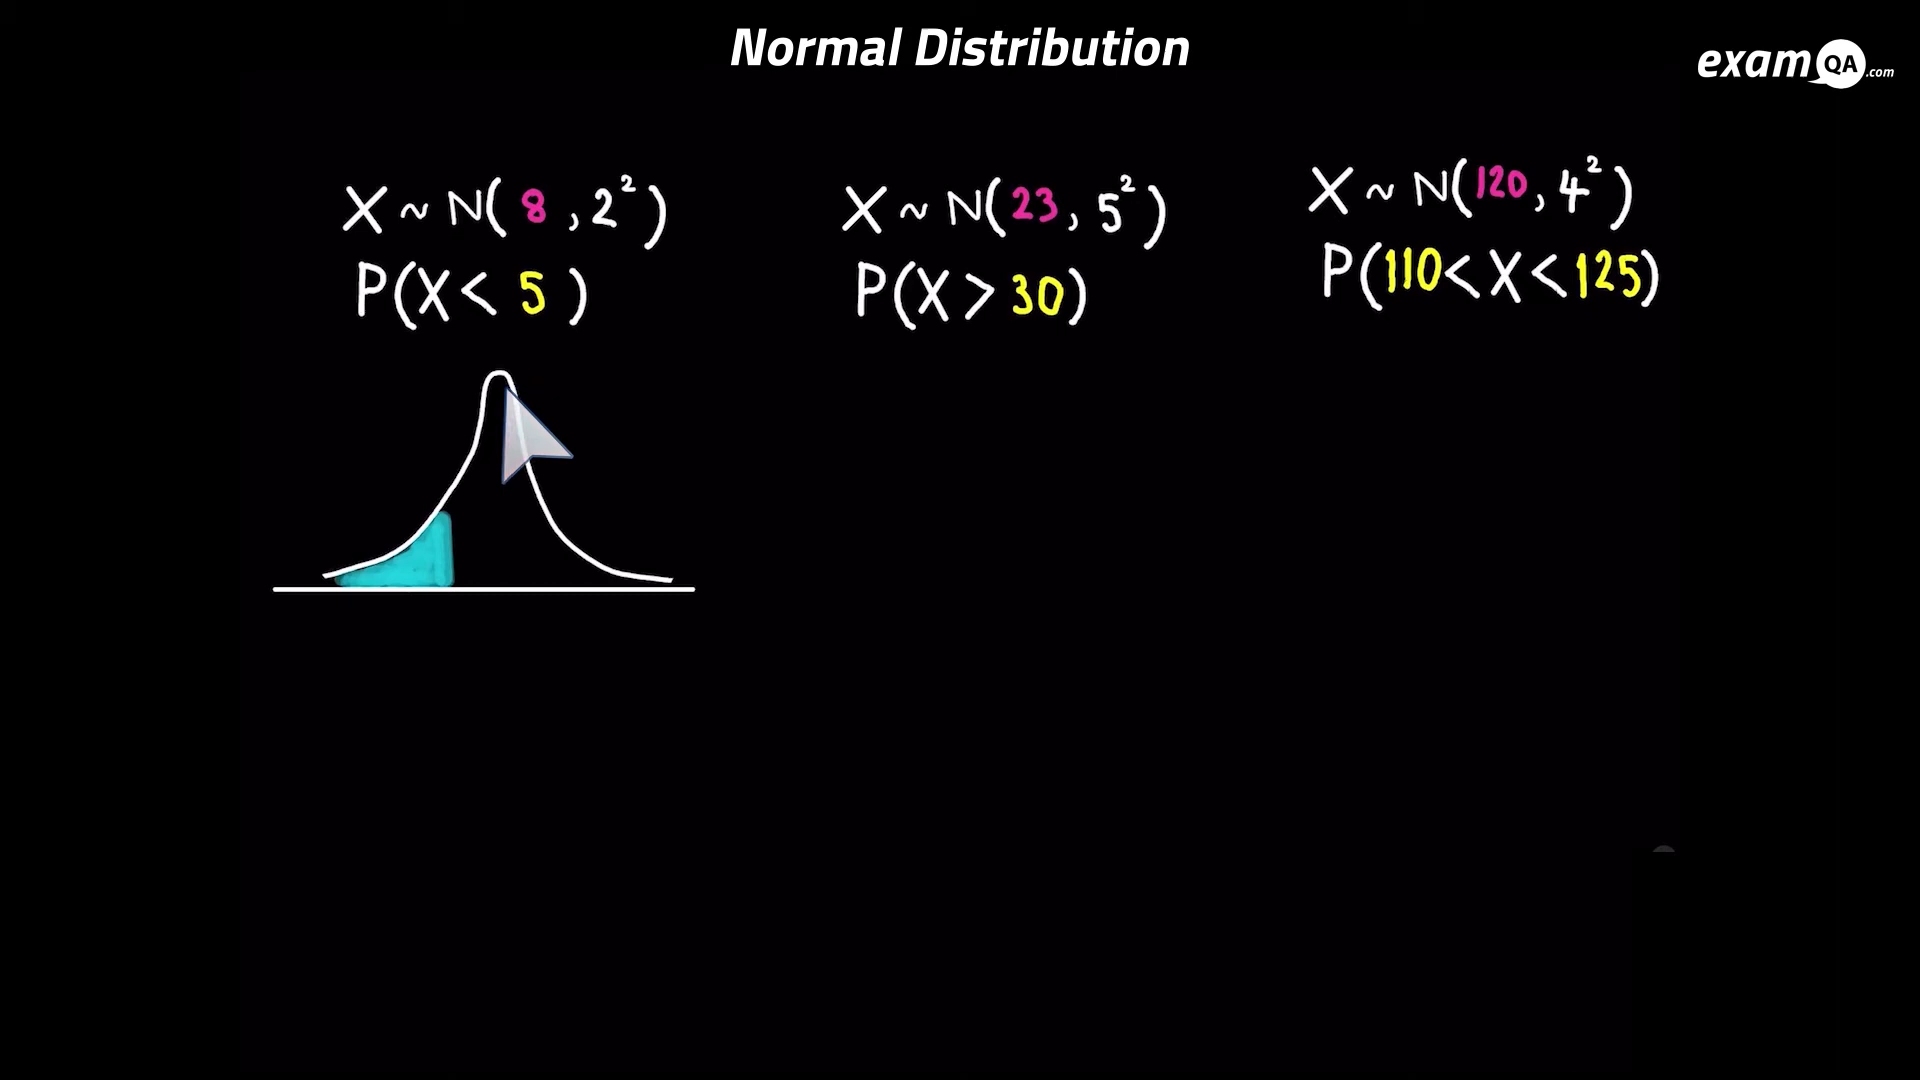 Normal Distribution
examQA.com
X ~ N( 8 , 2² )
P(X < 5 )
X ~ N(23, 5²)
P(X > 30)
X ~ N(120, 4²)
P(110 < X < 125)